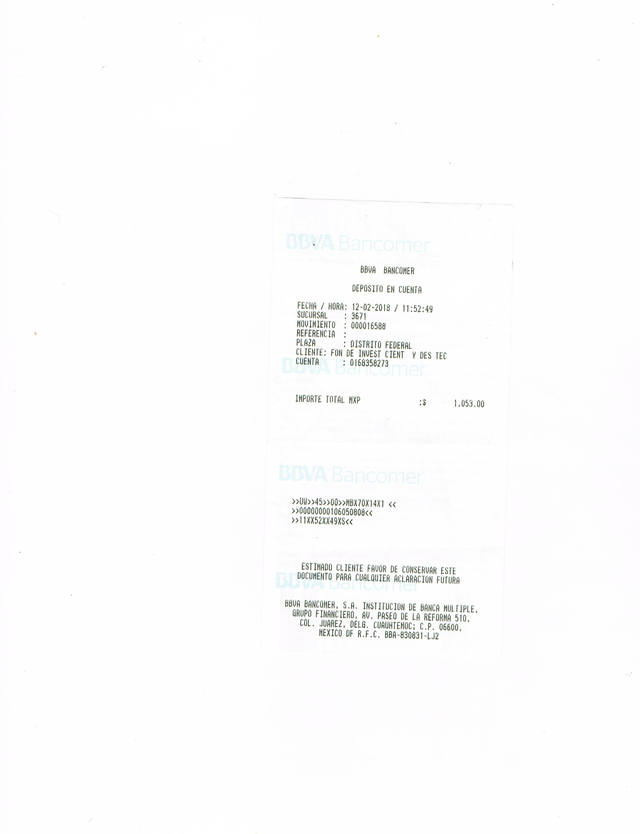 BBVA Bancomer
BBVA BANCOMER
DEPOSITO EN CUENTA
FECHA / HORA: 12-02-2018 / 11:52:49
SUCURSAL : 3671
MOVIMIENTO : 000016588
REFERENCIA :
PLAZA : DISTRITO FEDERAL
CLIENTE: FON DE INVEST CIENT Y DES TEC
BBVA Bancomer
CUENTA : 0168358273
IMPORTE TOTAL MXP :$ 1,053.00
BBVA Bancomer
>>UW>>45>>OD>>MBX70X14X1 <<
>>00000000106050808<<
>>11XX52XX49XS<<
ESTIMADO CLIENTE FAVOR DE CONSERVAR ESTE
DOCUMENTO PARA CUALQUIER ACLARACION FUTURA
BBVA Bancomer
BBVA BANCOMER, S.A. INSTITUCION DE BANCA MULTIPLE,
GRUPO FINANCIERO, AV. PASEO DE LA REFORMA 510,
COL. JUAREZ, DELG. CUAUHTEMOC; C.P. 06600,
MEXICO DF R.F.C. BBA-830831-LJ2